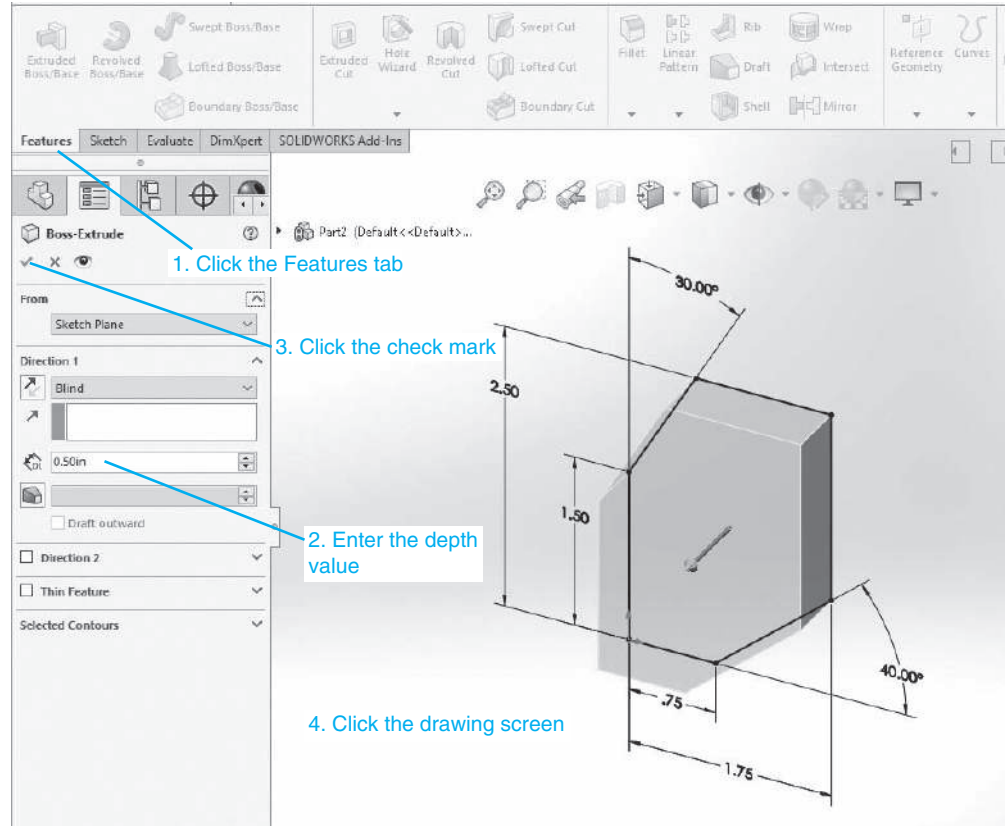 Extruded
Boss/Base
Revolved
Boss/Base
Swept Boss/Base
Lofted Boss/Base
Boundary Boss/Base
Extruded
Cut
Hole
Wizard
Revolved
Cut
Swept Cut
Lofted Cut
Boundary Cut
Fillet
Linear
Pattern
Rib
Draft
Shell
Wrap
Intersect
Mirror
Reference
Geometry
Curves
Features Sketch Evaluate DimXpert SOLIDWORKS Add-Ins
Boss-Extrude
Part2 (Default<<Default>...
1. Click the Features tab
From
Sketch Plane
3. Click the check mark
Direction 1
Blind
0.50in
Draft outward
2. Enter the depth
value
Direction 2
Thin Feature
Selected Contours
4. Click the drawing screen
30.00°
2.50
1.50
40.00°
.75
1.75